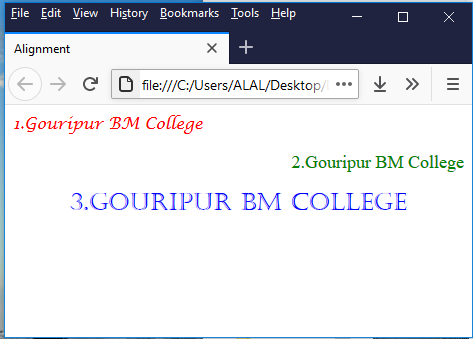 File Edit View History Bookmarks Tools Help
Alignment
file:///C:/Users/ALAL/Desktop/
1.Gouripur BM College
2.Gouripur BM College
3.GOURIPUR BM COLLEGE